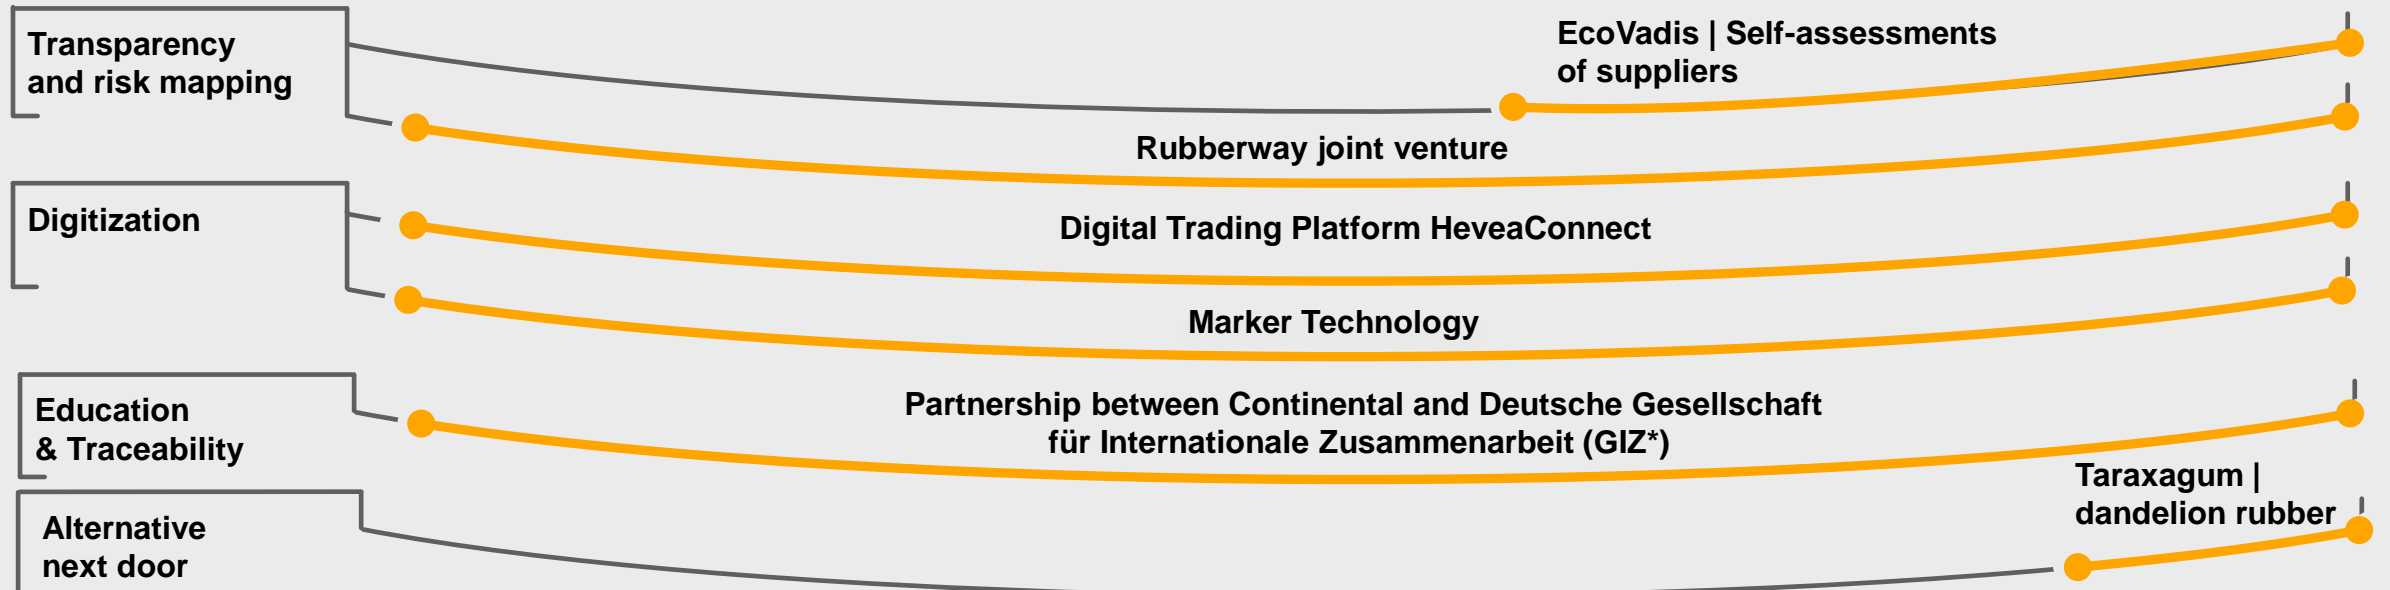 Transparency
and risk mapping
EcoVadis | Self-assessments
of suppliers
Rubberway joint venture
Digitization
Digital Trading Platform HeveaConnect
Marker Technology
Education
& Traceability
Partnership between Continental and Deutsche Gesellschaft
für Internationale Zusammenarbeit (GIZ*)
Alternative
next door
Taraxagum |
dandelion rubber